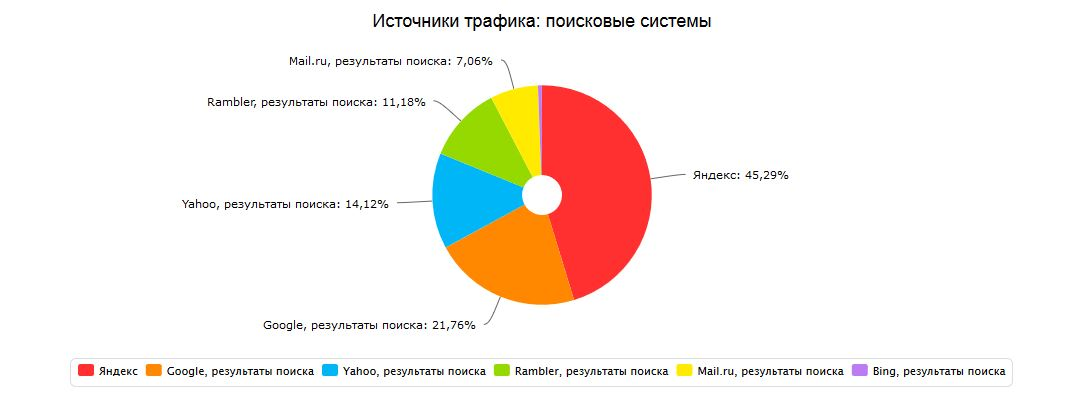 Источники трафика: поисковые системы
Mail.ru, результаты поиска: 7,06%
Rambler, результаты поиска: 11,18%
Яндекс: 45,29%
Yahoo, результаты поиска: 14,12%
Google, результаты поиска: 21,76%
Яндекс Google, результаты поиска Yahoo, результаты поиска Rambler, результаты поиска Mail.ru, результаты поиска Bing, результаты поиска